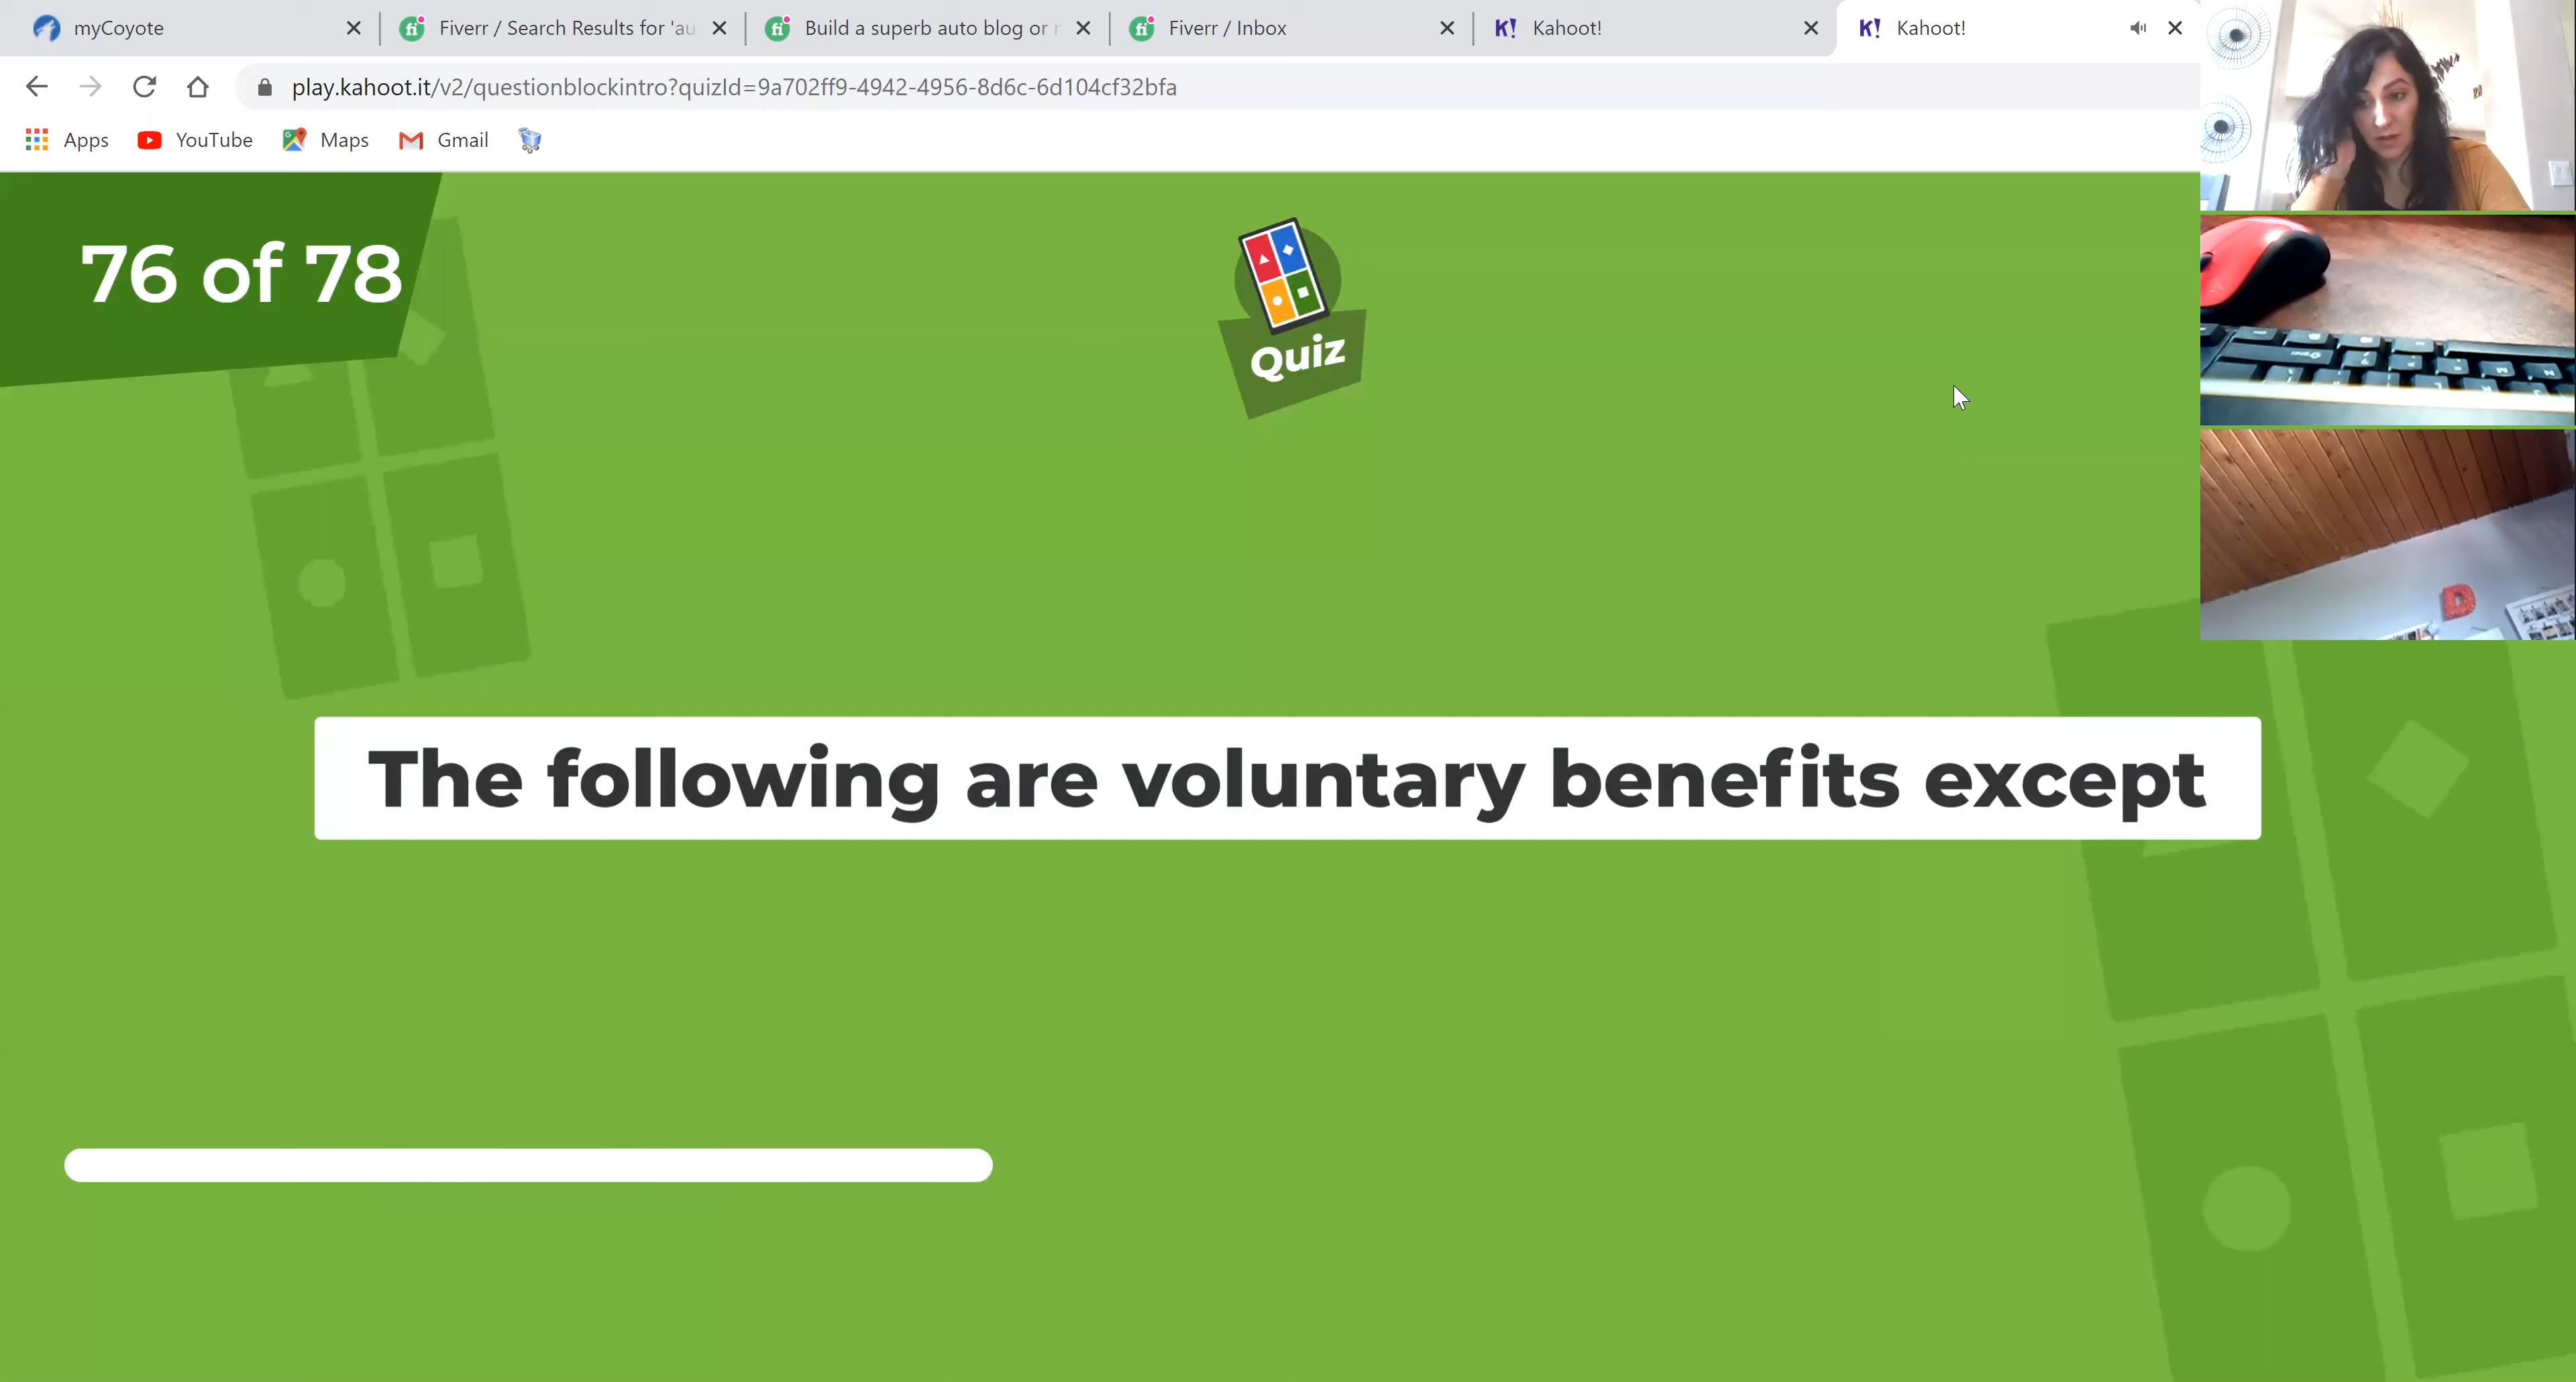 myCoyote
Fiverr / Search Results for 'au
Build a superb auto blog or
Fiverr / Inbox
Kahoot!
Kahoot!
play.kahoot.it/v2/questionblockintro?quizId=9a702ff9-4942-4956-8d6c-6d104cf32bfa
Apps
YouTube
Maps
Gmail
76 of 78
Quiz
The following are voluntary benefits except
D